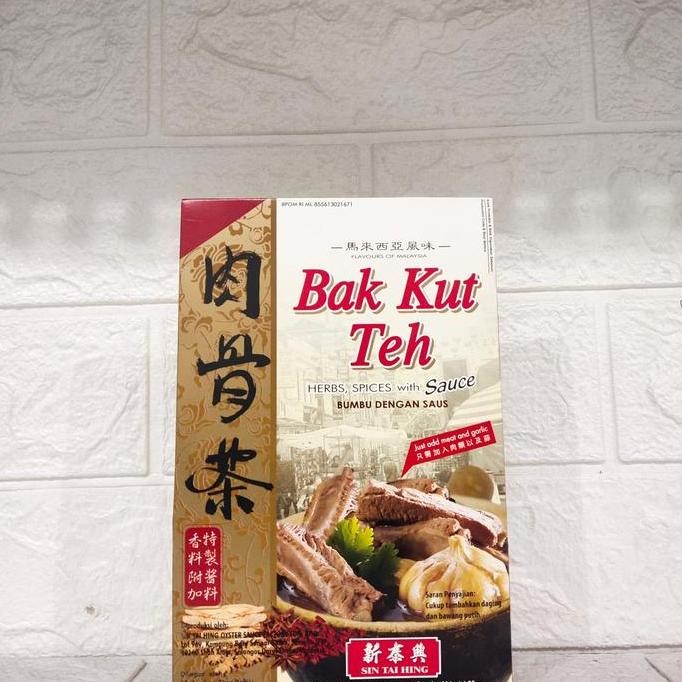 BPOM RI ML 855613021671
馬來西亞風味
FLAVOURS OF MALAYSIA
肉骨茶
Bak Kut
Teh
HERBS, SPICES with Sauce
BUMBU DENGAN SAUS
Just add meat and garlic
只需加入肉類以及蒜
特製醬料
香料附加
Saran Penyajian:
Cukup tambahkan daging
dan bawang putih.
Diproduksi oleh:
新泰興
SIN TAI HING